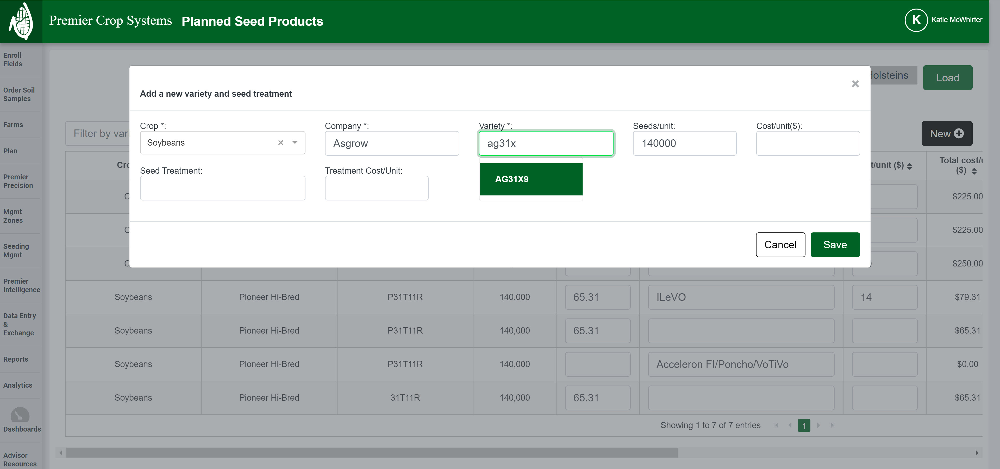 Premier Crop Systems Planned Seed Products
K Katie McWhirter
Enroll
Fields
Order Soil
Samples
Farms
Plan
Premier
Precision
Mgmt
Zones
Seeding
Mgmt
Premier
Intelligence
Data Entry
&
Exchange
Reports
Analytics
Dashboards
Advisor
Resources
Holsteins Load
Add a new variety and seed treatment
Crop *: Company *: Variety *: Seeds/unit: Cost/unit($):
Soybeans Asgrow ag31x 140000
AG31X9
Seed Treatment: Treatment Cost/Unit:
Cancel Save
Filter by vari
New
Cro t/unit ($) Total cost/u
($)
C $225.00
C $225.00
C $250.00
Soybeans Pioneer Hi-Bred P31T11R 140,000 65.31 ILeVO 14 $79.31
Soybeans Pioneer Hi-Bred P31T11R 140,000 65.31 $65.31
Soybeans Pioneer Hi-Bred P31T11R 140,000 Acceleron FI/Poncho/VoTiVo $0.00
Soybeans Pioneer Hi-Bred 31T11R 140,000 65.31 $65.31
Showing 1 to 7 of 7 entries 1